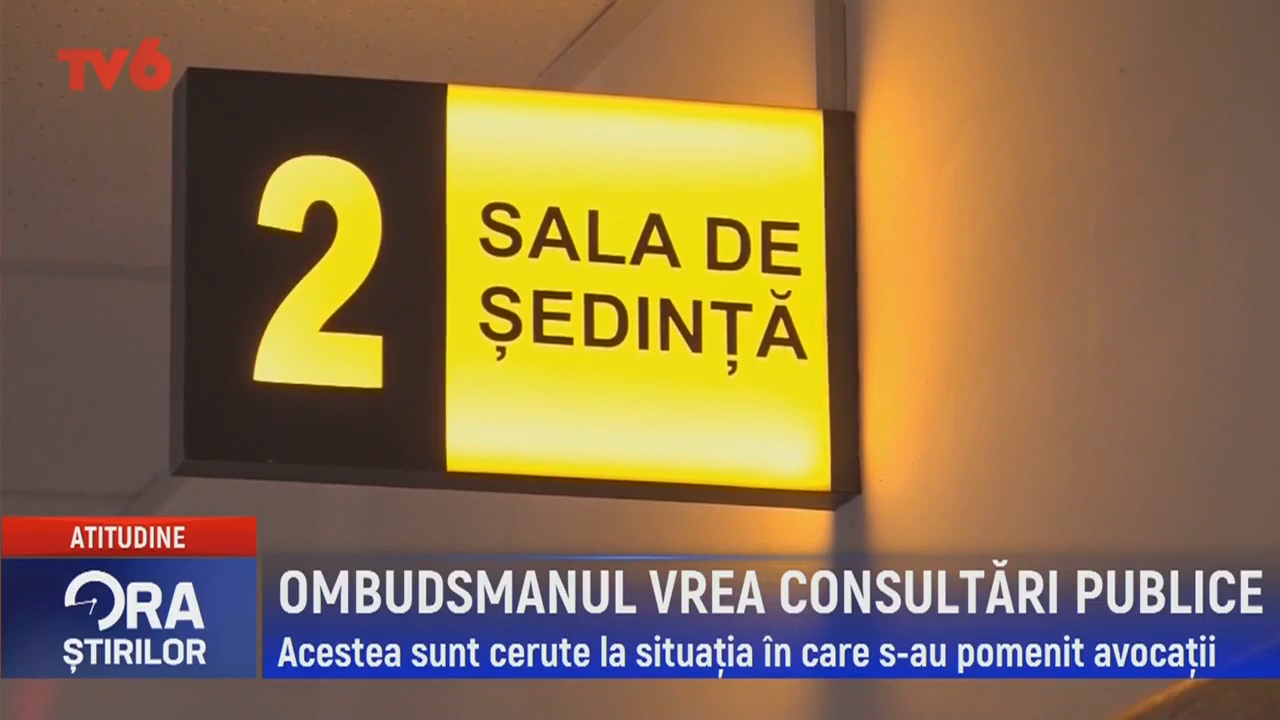 TV6
2
SALA DE
ȘEDINȚĂ
ATITUDINE
ORA
ȘTIRILOR
OMBUDSMANUL VREA CONSULTĂRI PUBLICE
Acestea sunt cerute la situația în care s-au pomenit avocații